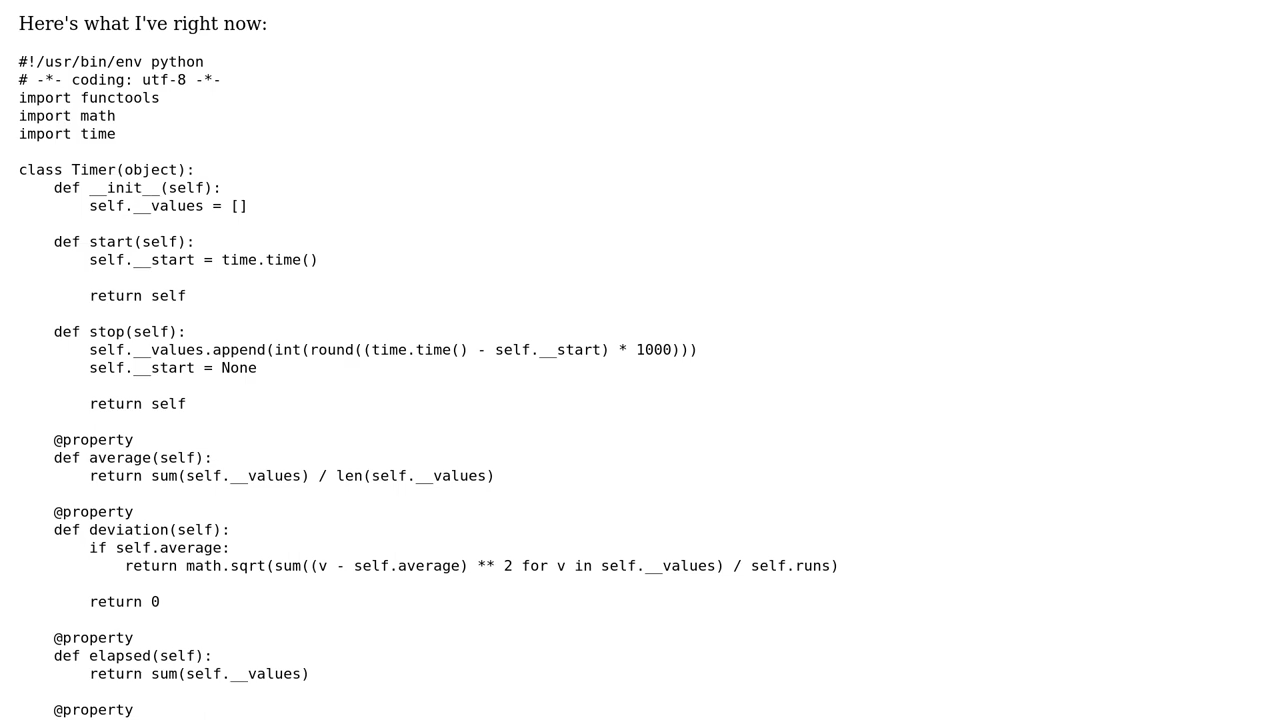 Here's what I've right now:
#!/usr/bin/env python
# -*- coding: utf-8 -*-
import functools
import math
import time
class Timer(object):
    def __init__(self):
        self.__values = []
    def start(self):
        self.__start = time.time()
        return self
    def stop(self):
        self.__values.append(int(round((time.time() - self.__start) * 1000)))
        self.__start = None
        return self
    @property
    def average(self):
        return sum(self.__values) / len(self.__values)
    @property
    def deviation(self):
        if self.average:
            return math.sqrt(sum((v - self.average) ** 2 for v in self.__values) / self.runs)
        return 0
    @property
    def elapsed(self):
        return sum(self.__values)
    @property